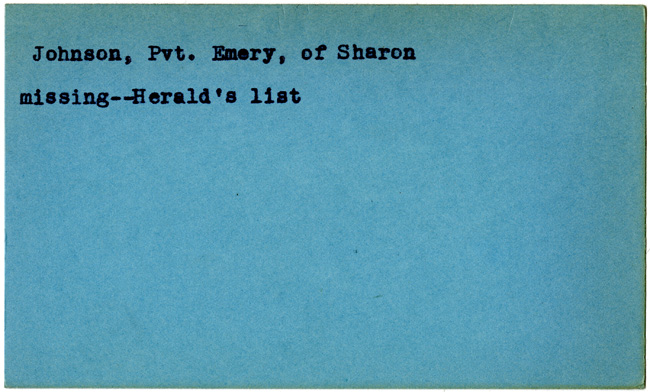 Johnson, Pvt. Emery, of Sharon
missing--Herald's list